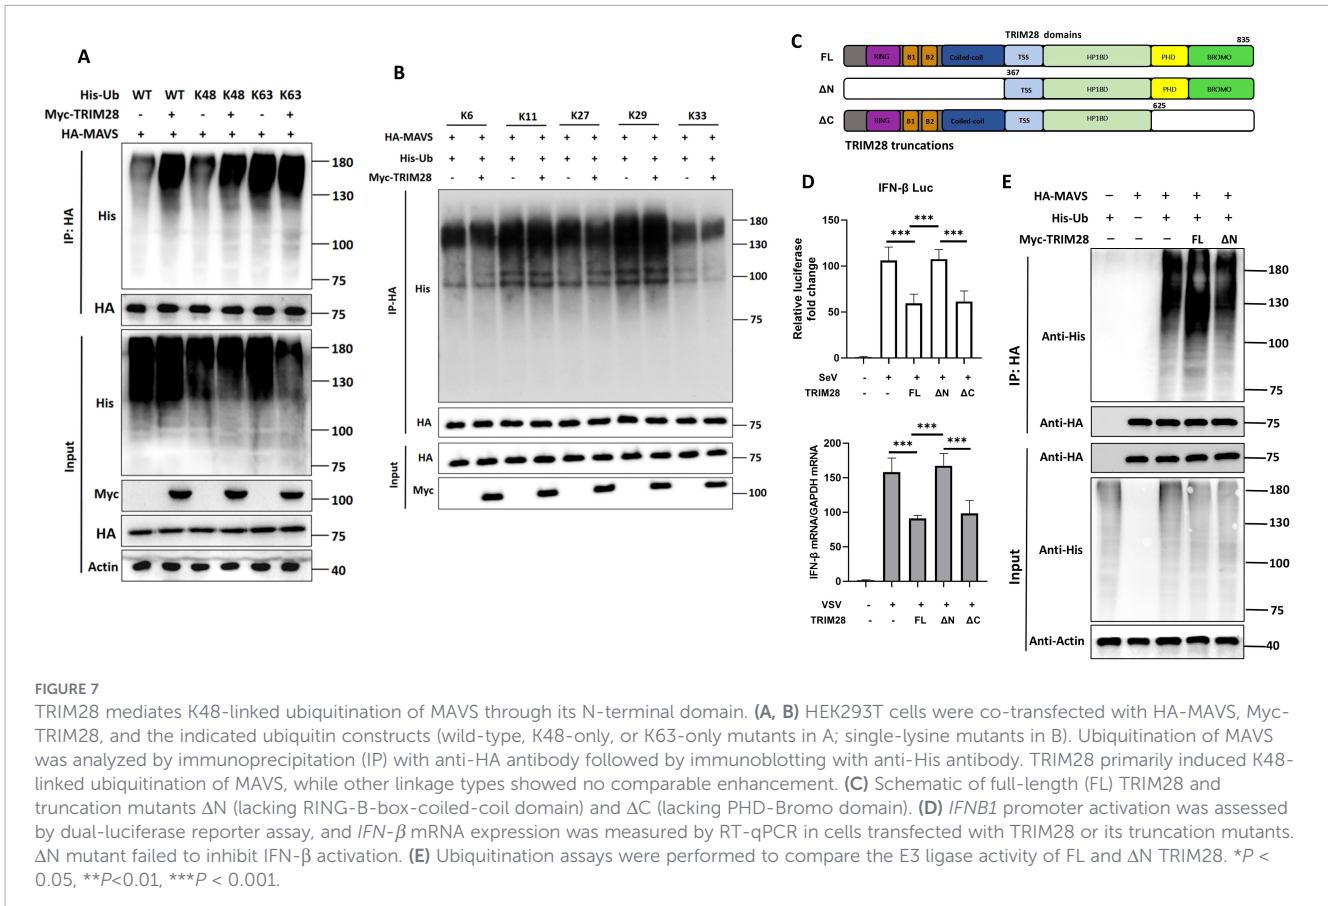 A
His-Ub WT WT K48 K48 K63 K63
Myc-TRIM28 - + - + - +
HA-MAVS + + + + + +
IP: HA
His
180
130
100
75
HA
75
Input
His
180
130
100
75
Myc
100
HA
75
Actin
40
B
K6 K11 K27 K29 K33
HA-MAVS + + + + + + + + + +
His-Ub + + + + + + + + + +
Myc-TRIM28 - + - + - + - + - +
IP-HA
His
180
130
100
75
HA
75
Input
HA
75
Myc
100
C
TRIM28 domains
835
FL RING B1 B2 Coiled-coil TSS HP1BD PHD BROMO
367
ΔN TSS HP1BD PHD BROMO
625
ΔC RING B1 B2 Coiled-coil TSS HP1BD
TRIM28 truncations
D
IFN-β Luc
Relative luciferase
fold change
150
100
50
0
*** *** ***
SeV - + + + +
TRIM28 - - FL ΔN ΔC
IFN-β mRNA/GAPDH mRNA
200
150
100
50
0
*** *** ***
VSV - + + + +
TRIM28 - - FL ΔN ΔC
E
HA-MAVS − + + + +
His-Ub + − + + +
Myc-TRIM28 − − − FL ΔN
IP: HA
Anti-His
180
130
100
75
Anti-HA
75
Input
Anti-HA
75
Anti-His
180
130
100
75
Anti-Actin
40
FIGURE 7
TRIM28 mediates K48-linked ubiquitination of MAVS through its N-terminal domain. (A, B) HEK293T cells were co-transfected with HA-MAVS, Myc-
TRIM28, and the indicated ubiquitin constructs (wild-type, K48-only, or K63-only mutants in A; single-lysine mutants in B). Ubiquitination of MAVS
was analyzed by immunoprecipitation (IP) with anti-HA antibody followed by immunoblotting with anti-His antibody. TRIM28 primarily induced K48-
linked ubiquitination of MAVS, while other linkage types showed no comparable enhancement. (C) Schematic of full-length (FL) TRIM28 and
truncation mutants ΔN (lacking RING-B-box-coiled-coil domain) and ΔC (lacking PHD-Bromo domain). (D) IFNB1 promoter activation was assessed
by dual-luciferase reporter assay, and IFN-β mRNA expression was measured by RT-qPCR in cells transfected with TRIM28 or its truncation mutants.
ΔN mutant failed to inhibit IFN-β activation. (E) Ubiquitination assays were performed to compare the E3 ligase activity of FL and ΔN TRIM28. *P <
0.05, **P<0.01, ***P < 0.001.